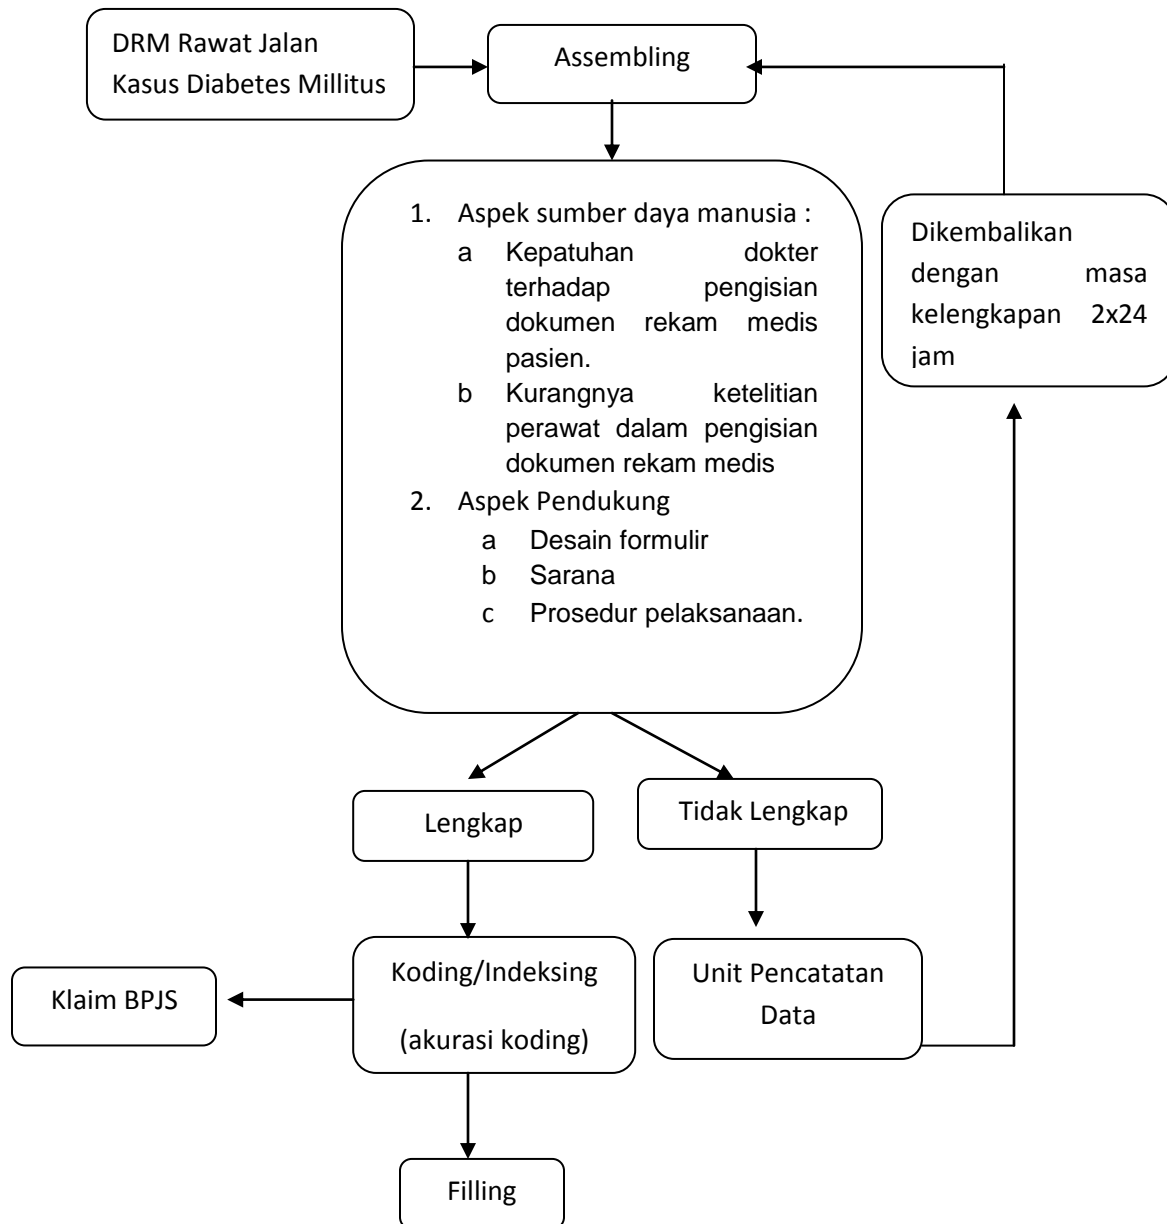 DRM Rawat Jalan
Kasus Diabetes Millitus
Assembling
1. Aspek sumber daya manusia :
a Kepatuhan dokter
terhadap pengisian
dokumen rekam medis
pasien.
b Kurangnya ketelitian
perawat dalam pengisian
dokumen rekam medis
2. Aspek Pendukung
a Desain formulir
b Sarana
c Prosedur pelaksanaan.
Dikembalikan
dengan masa
kelengkapan 2x24
jam
Lengkap
Tidak Lengkap
Koding/Indeksing
(akurasi koding)
Unit Pencatatan
Data
Klaim BPJS
Filling